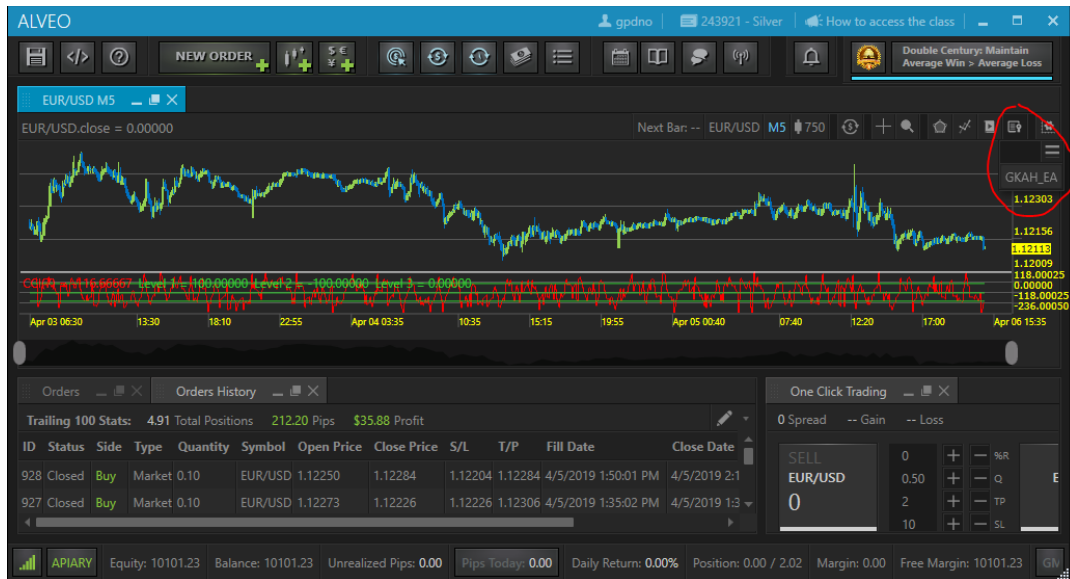 ALVEO
gpdno
243921 - Silver
How to access the class
NEW ORDER
Double Century: Maintain
Average Win > Average Loss
EUR/USD M5
EUR/USD.close = 0.00000
Next Bar: -- EUR/USD M5 750
GKAH_EA
1.12303
1.12156
1.12113
1.12009
118.00025
0.00000
-118.00025
-236.00050
Level 1 = 100.00000 Level 2 = -100.00000 Level 3 = 0.00000
Apr 03 06:30 13:30 18:10 22:55 Apr 04 03:35 10:35 15:15 19:55 Apr 05 00:40 07:40 12:20 17:00 Apr 06 15:35
Orders
Orders History
Trailing 100 Stats: 4.91 Total Positions 212.20 Pips $35.88 Profit
ID Status Side Type Quantity Symbol Open Price Close Price S/L T/P Fill Date Close Date
928 Closed Buy Market 0.10 EUR/USD 1.12250 1.12284 1.12204 1.12284 4/5/2019 1:50:01 PM 4/5/2019 2:1
927 Closed Buy Market 0.10 EUR/USD 1.12273 1.12226 1.12226 1.12306 4/5/2019 1:35:02 PM 4/5/2019 1:3
One Click Trading
0 Spread -- Gain -- Loss
SELL
EUR/USD
0
0 + − %R
0.50 + − Q
2 + − TP
10 + − SL
E
APIARY
Equity: 10101.23
Balance: 10101.23
Unrealized Pips: 0.00
Pips Today: 0.00
Daily Return: 0.00%
Position: 0.00 / 2.02
Margin: 0.00
Free Margin: 10101.23